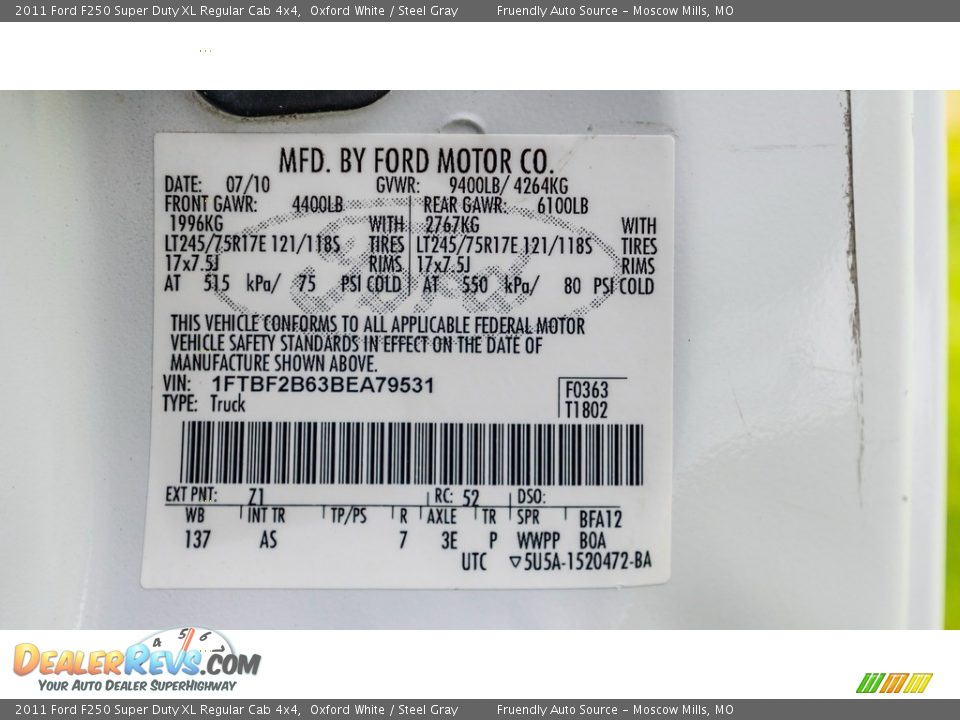 2011 Ford F250 Super Duty XL Regular Cab 4x4, Oxford White / Steel Gray Fruendly Auto Source - Moscow Mills, MO
MFD. BY FORD MOTOR CO.
DATE: 07/10 GVWR: 9400LB/ 4264KG
FRONT GAWR: 4400LB REAR GAWR: 6100LB
1996KG WITH 2767KG WITH
LT245/75R17E 121/118S TIRES LT245/75R17E 121/118S TIRES
17x7.5J RIMS 17x7.5J RIMS
AT 515 kPa/ 75 PSI COLD AT 550 kPa/ 80 PSI COLD
Ford
THIS VEHICLE CONFORMS TO ALL APPLICABLE FEDERAL MOTOR
VEHICLE SAFETY STANDARDS IN EFFECT ON THE DATE OF
MANUFACTURE SHOWN ABOVE.
VIN: 1FTBF2B63BEA79531 F0363
TYPE: Truck T1802
EXT PNT: Z1 RC: 52 DSO:
WB INT TR TP/PS R AXLE TR SPR BFA12
137 AS 7 3E P WWPP BOA
UTC ▽5U5A-1520472-BA
4 5 6
DEALERREVS.COM
YOUR AUTO DEALER SUPERHIGHWAY
2011 Ford F250 Super Duty XL Regular Cab 4x4, Oxford White / Steel Gray Fruendly Auto Source - Moscow Mills, MO